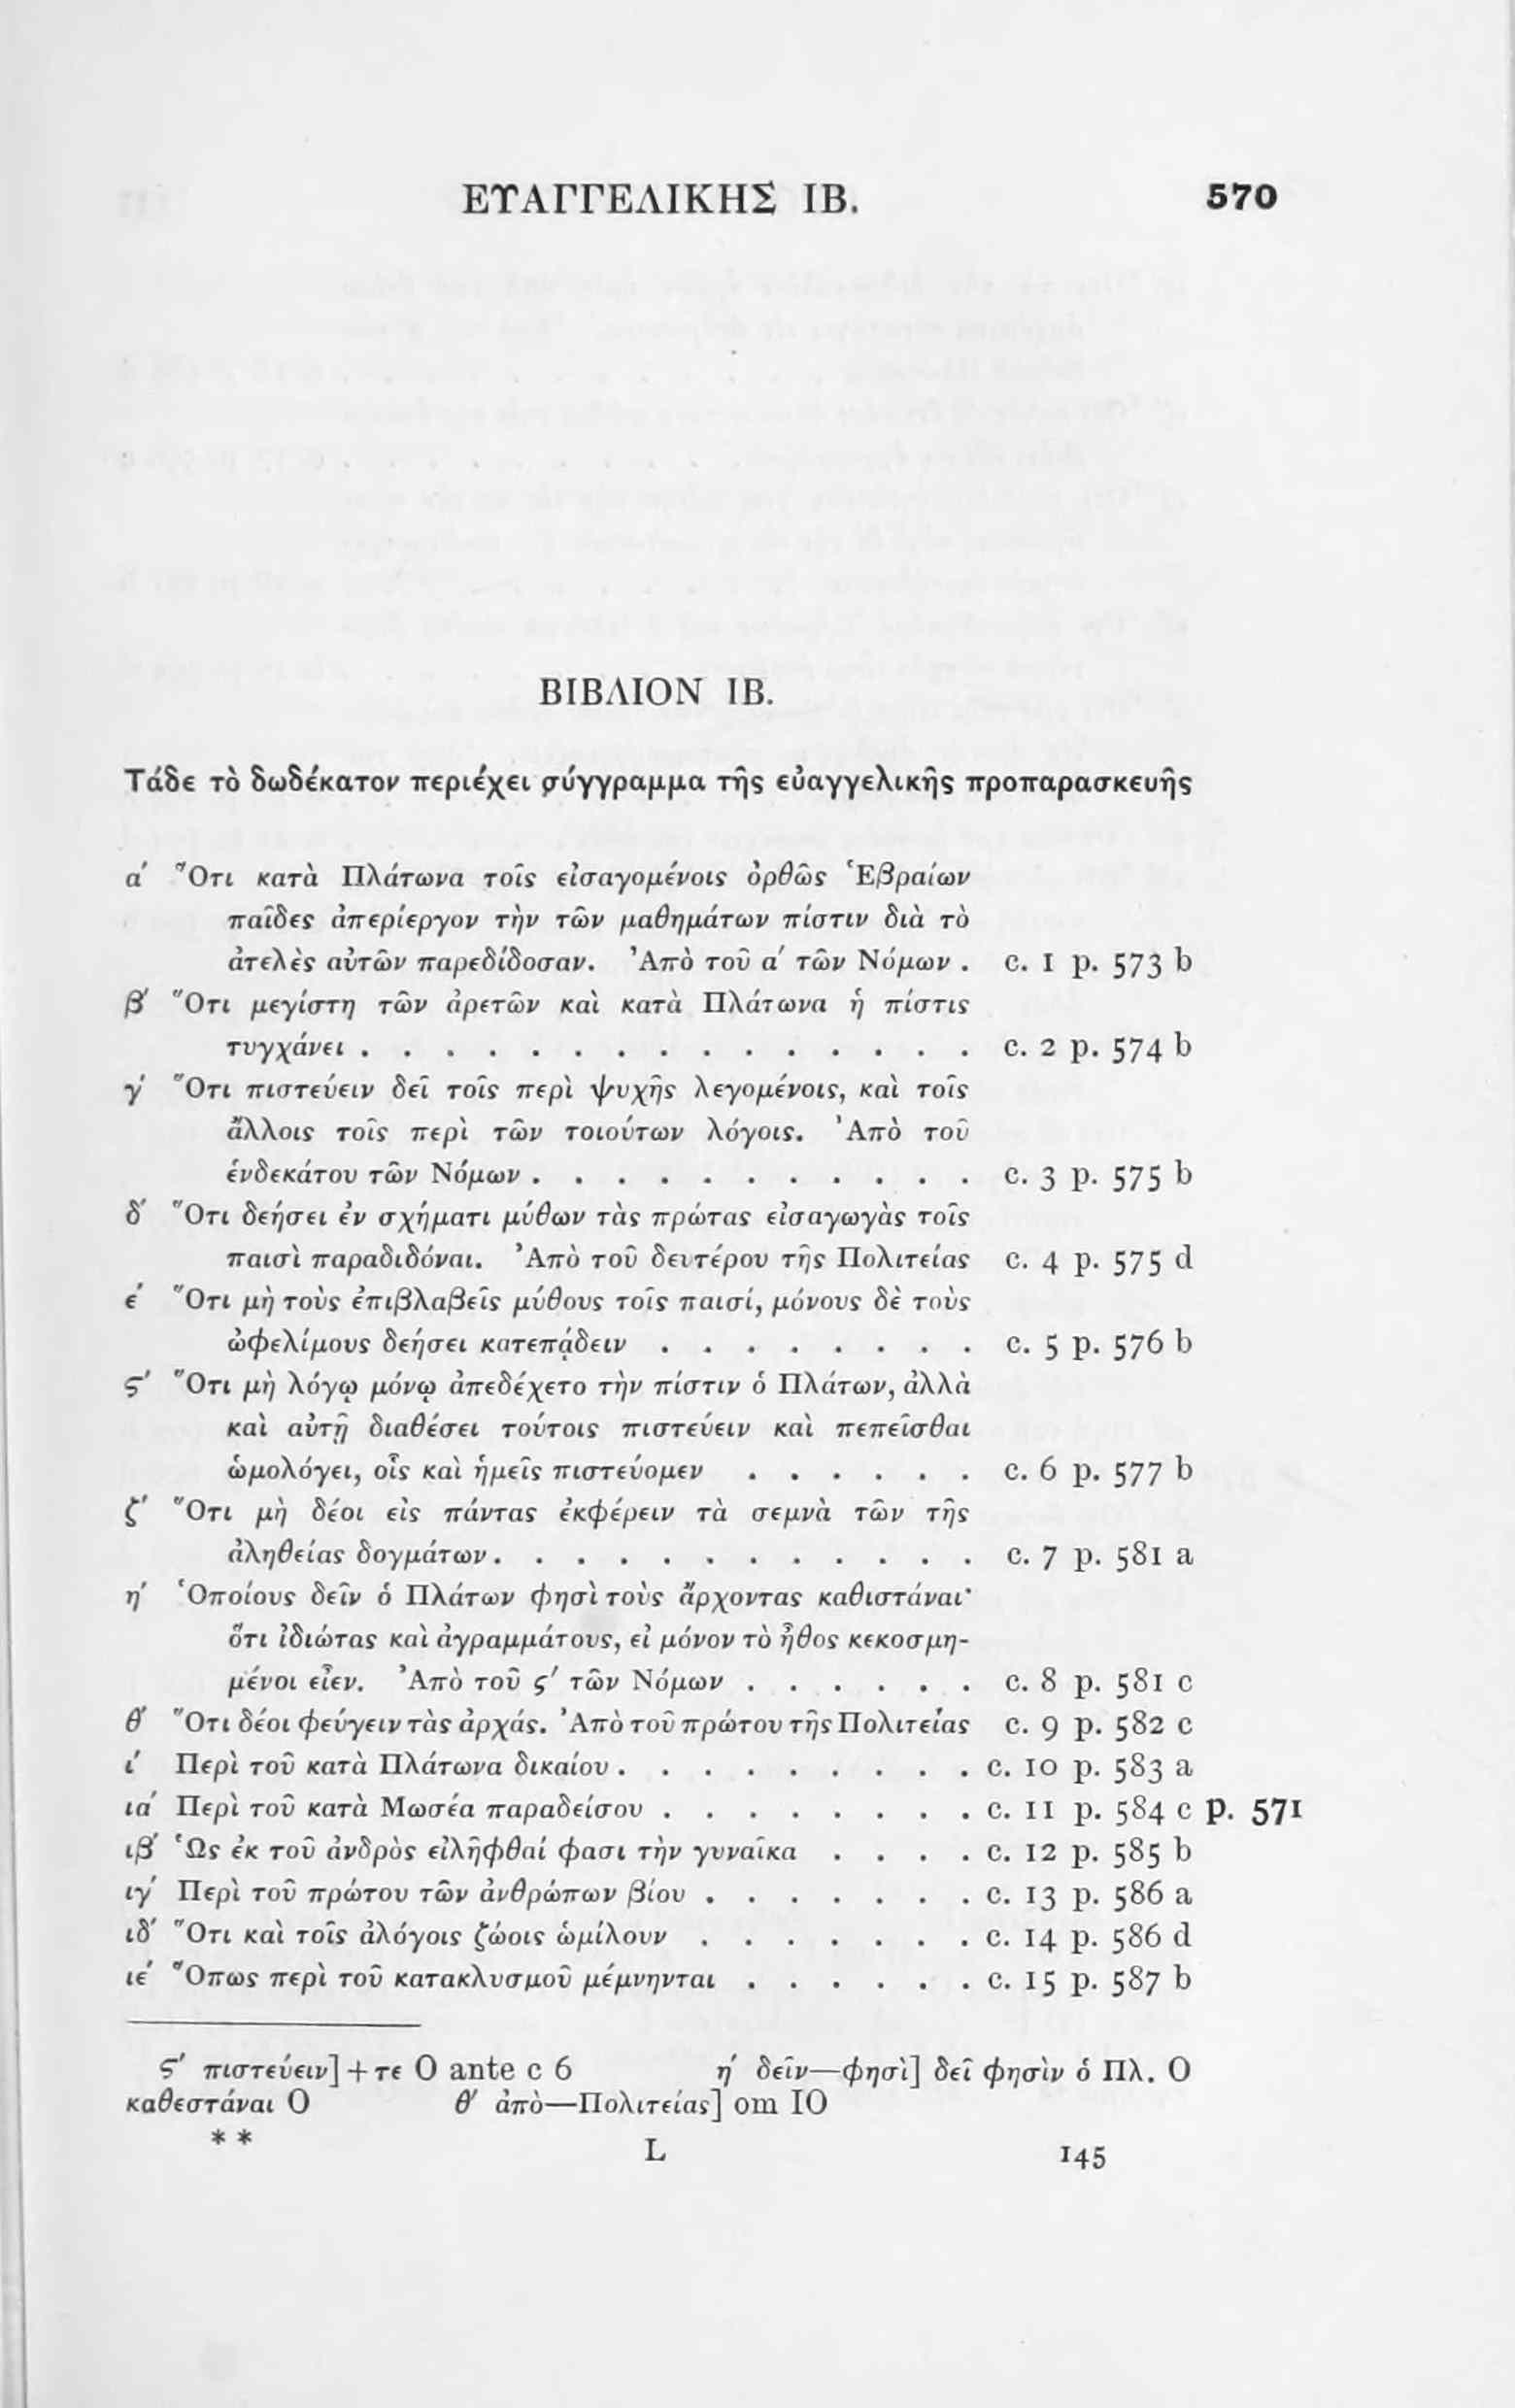 ΕΥΑΓΓΕΛΙΚΗΣ ΙΒ. 570
ΒΙΒΛΙΟΝ ΙΒ.
Τάδε τὸ δωδέκατον περιέχει σύγγραμμα τῆς εὐαγγελικῆς προπαρασκευῆς
α′ Ὅτι κατὰ Πλάτωνα τοῖς εἰσαγομένοις ὀρθῶς Ἑβραίων
παῖδες ἀπερίεργον τὴν τῶν μαθημάτων πίστιν διὰ τὸ
ἀτελὲς αὐτῶν παρεδίδοσαν. Ἀπὸ τοῦ α′ τῶν Νόμων . c. 1 p. 573 b
β′ Ὅτι μεγίστη τῶν ἀρετῶν καὶ κατὰ Πλάτωνα ἡ πίστις
τυγχάνει . . . . . . . . . . . . . . . c. 2 p. 574 b
γ′ Ὅτι πιστεύειν δεῖ τοῖς περὶ ψυχῆς λεγομένοις, καὶ τοῖς
ἄλλοις τοῖς περὶ τῶν τοιούτων λόγοις. Ἀπὸ τοῦ
ἑνδεκάτου τῶν Νόμων . . . . . . . . . . . c. 3 p. 575 b
δ′ Ὅτι δεήσει ἐν σχήματι μύθων τὰς πρώτας εἰσαγωγὰς τοῖς
παισὶ παραδιδόναι. Ἀπὸ τοῦ δευτέρου τῆς Πολιτείας c. 4 p. 575 d
ε′ Ὅτι μὴ τοὺς ἐπιβλαβεῖς μύθους τοῖς παισί, μόνους δὲ τοὺς
ὠφελίμους δεήσει κατεπᾴδειν . . . . . . . . c. 5 p. 576 b
ς′ Ὅτι μὴ λόγῳ μόνῳ ἀπεδέχετο τὴν πίστιν ὁ Πλάτων, ἀλλὰ
καὶ αὐτῇ διαθέσει τούτοις πιστεύειν καὶ πεπεῖσθαι
ὡμολόγει, οἷς καὶ ἡμεῖς πιστεύομεν . . . . . . c. 6 p. 577 b
ζ′ Ὅτι μὴ δέοι εἰς πάντας ἐκφέρειν τὰ σεμνὰ τῶν τῆς
ἀληθείας δογμάτων . . . . . . . . . . . . c. 7 p. 581 a
η′ Ὁποίους δεῖν ὁ Πλάτων φησὶ τοὺς ἄρχοντας καθιστάναι·
ὅτι ἰδιώτας καὶ ἀγραμμάτους, εἰ μόνον τὸ ἦθος κεκοσμη-
μένοι εἶεν. Ἀπὸ τοῦ ς′ τῶν Νόμων . . . . . . c. 8 p. 581 c
θ′ Ὅτι δέοι φεύγειν τὰς ἀρχάς. Ἀπὸ τοῦ πρώτου τῆς Πολιτείας c. 9 p. 582 c
ι′ Περὶ τοῦ κατὰ Πλάτωνα δικαίου . . . . . . . . . c. 10 p. 583 a
ια′ Περὶ τοῦ κατὰ Μωσέα παραδείσου . . . . . . . . c. 11 p. 584 c p. 571
ιβ′ Ὡς ἐκ τοῦ ἀνδρὸς εἰλῆφθαί φασι τὴν γυναῖκα . . . . c. 12 p. 585 b
ιγ′ Περὶ τοῦ πρώτου τῶν ἀνθρώπων βίου . . . . . . . c. 13 p. 586 a
ιδ′ Ὅτι καὶ τοῖς ἀλόγοις ζώοις ὡμίλουν . . . . . . . c. 14 p. 586 d
ιε′ Ὅπως περὶ τοῦ κατακλυσμοῦ μέμνηνται . . . . . . c. 15 p. 587 b
ς′ πιστεύειν] + τε O ante c 6 η′ δεῖν—φησὶ] δεῖ φησὶν ὁ Πλ. O
καθεστάναι O θ′ ἀπὸ—Πολιτείας] om IO
** L 145